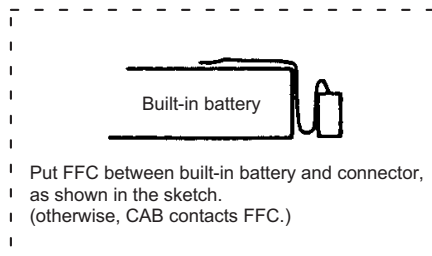 Built-in battery
Put FFC between built-in battery and connector,
as shown in the sketch.
(otherwise, CAB contacts FFC.)